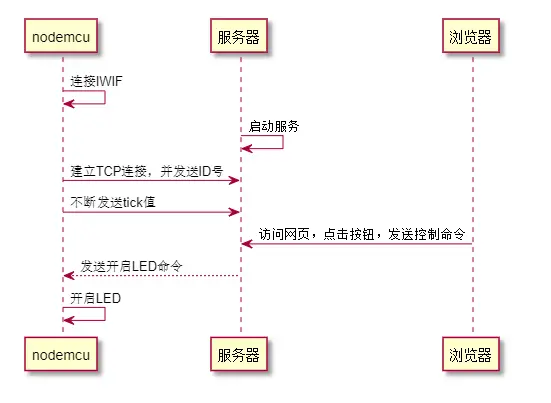 nodemcu
服务器
浏览器
连接IWIF
启动服务
建立TCP连接，并发送ID号
不断发送tick值
访问网页，点击按钮，发送控制命令
发送开启LED命令
开启LED
nodemcu
服务器
浏览器